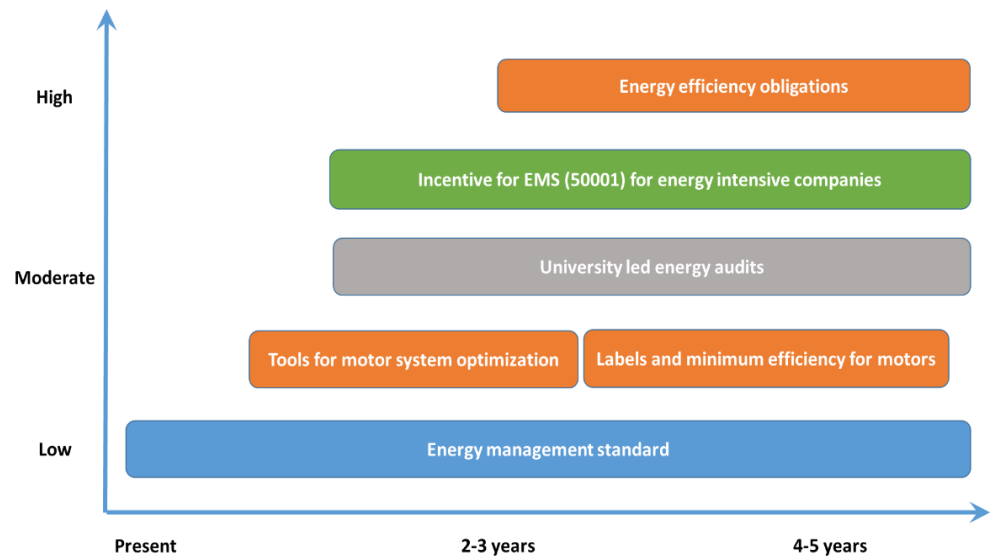 High
Energy efficiency obligations
Incentive for EMS (50001) for energy intensive companies
Moderate
University led energy audits
Tools for motor system optimization
Labels and minimum efficiency for motors
Low
Energy management standard
Present
2-3 years
4-5 years